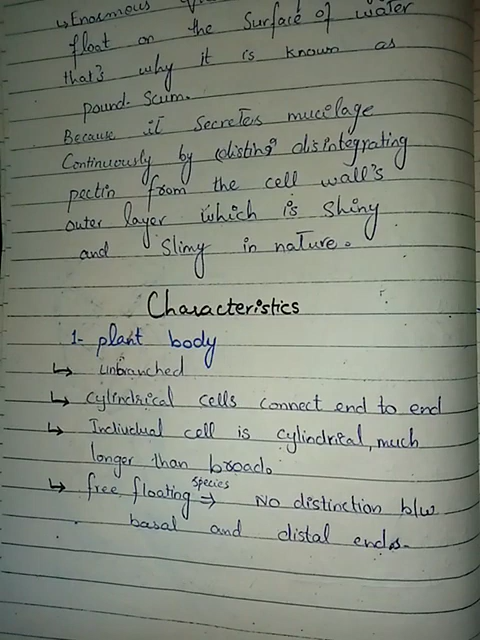 ↳ Enormous
float on the Surface of water
that's why it is known as
pound-Scum.
Because it Secretes mucilage
Continuously by (disting disintegrating
pectin from the cell wall's
outer layer which is shiny
and Slimy in nature.
Characteristics
1- plant body
↳ unbranched
↳ cylindrical cells connect end to end
↳ Individual cell is cylindrical, much
longer than broad.
↳ free floating species ⇒ No distinction b/w
basal and distal ends.